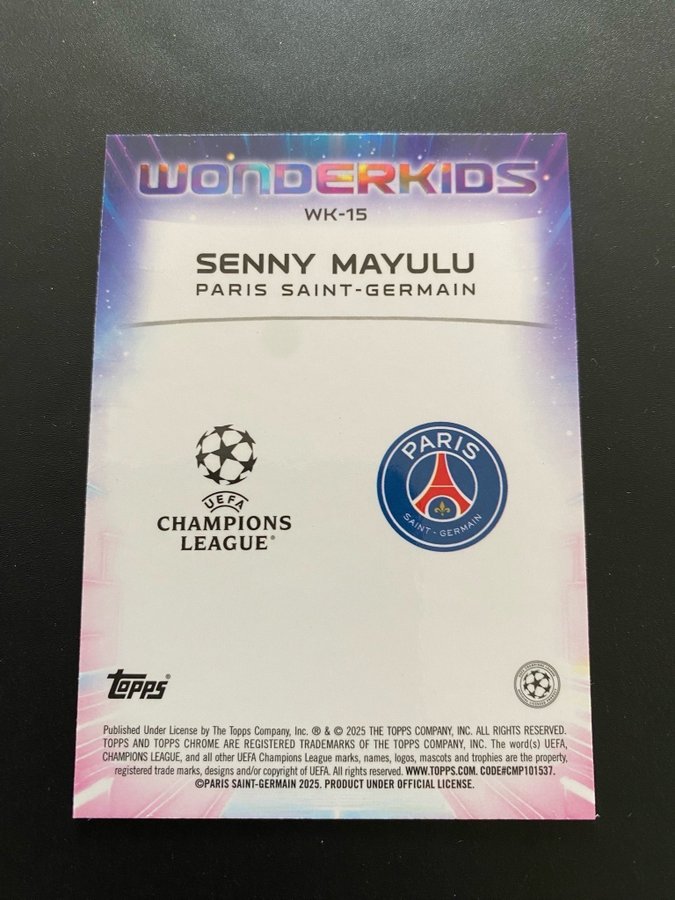 WONDERKIDS
WK-15
SENNY MAYULU
PARIS SAINT-GERMAIN
UEFA
CHAMPIONS
LEAGUE®
PARIS
SAINT-GERMAIN
topps®
Published Under License by The Topps Company, Inc. ® & © 2025 THE TOPPS COMPANY, INC. ALL RIGHTS RESERVED.
TOPPS AND TOPPS CHROME ARE REGISTERED TRADEMARKS OF THE TOPPS COMPANY, INC. The word(s) UEFA,
CHAMPIONS LEAGUE, and all other UEFA Champions League marks, names, logos, mascots and trophies are the property,
registered trade marks, designs and/or copyright of UEFA. All rights reserved. WWW.TOPPS.COM. CODE#CMP101537.
©PARIS SAINT-GERMAIN 2025. PRODUCT UNDER OFFICIAL LICENSE.